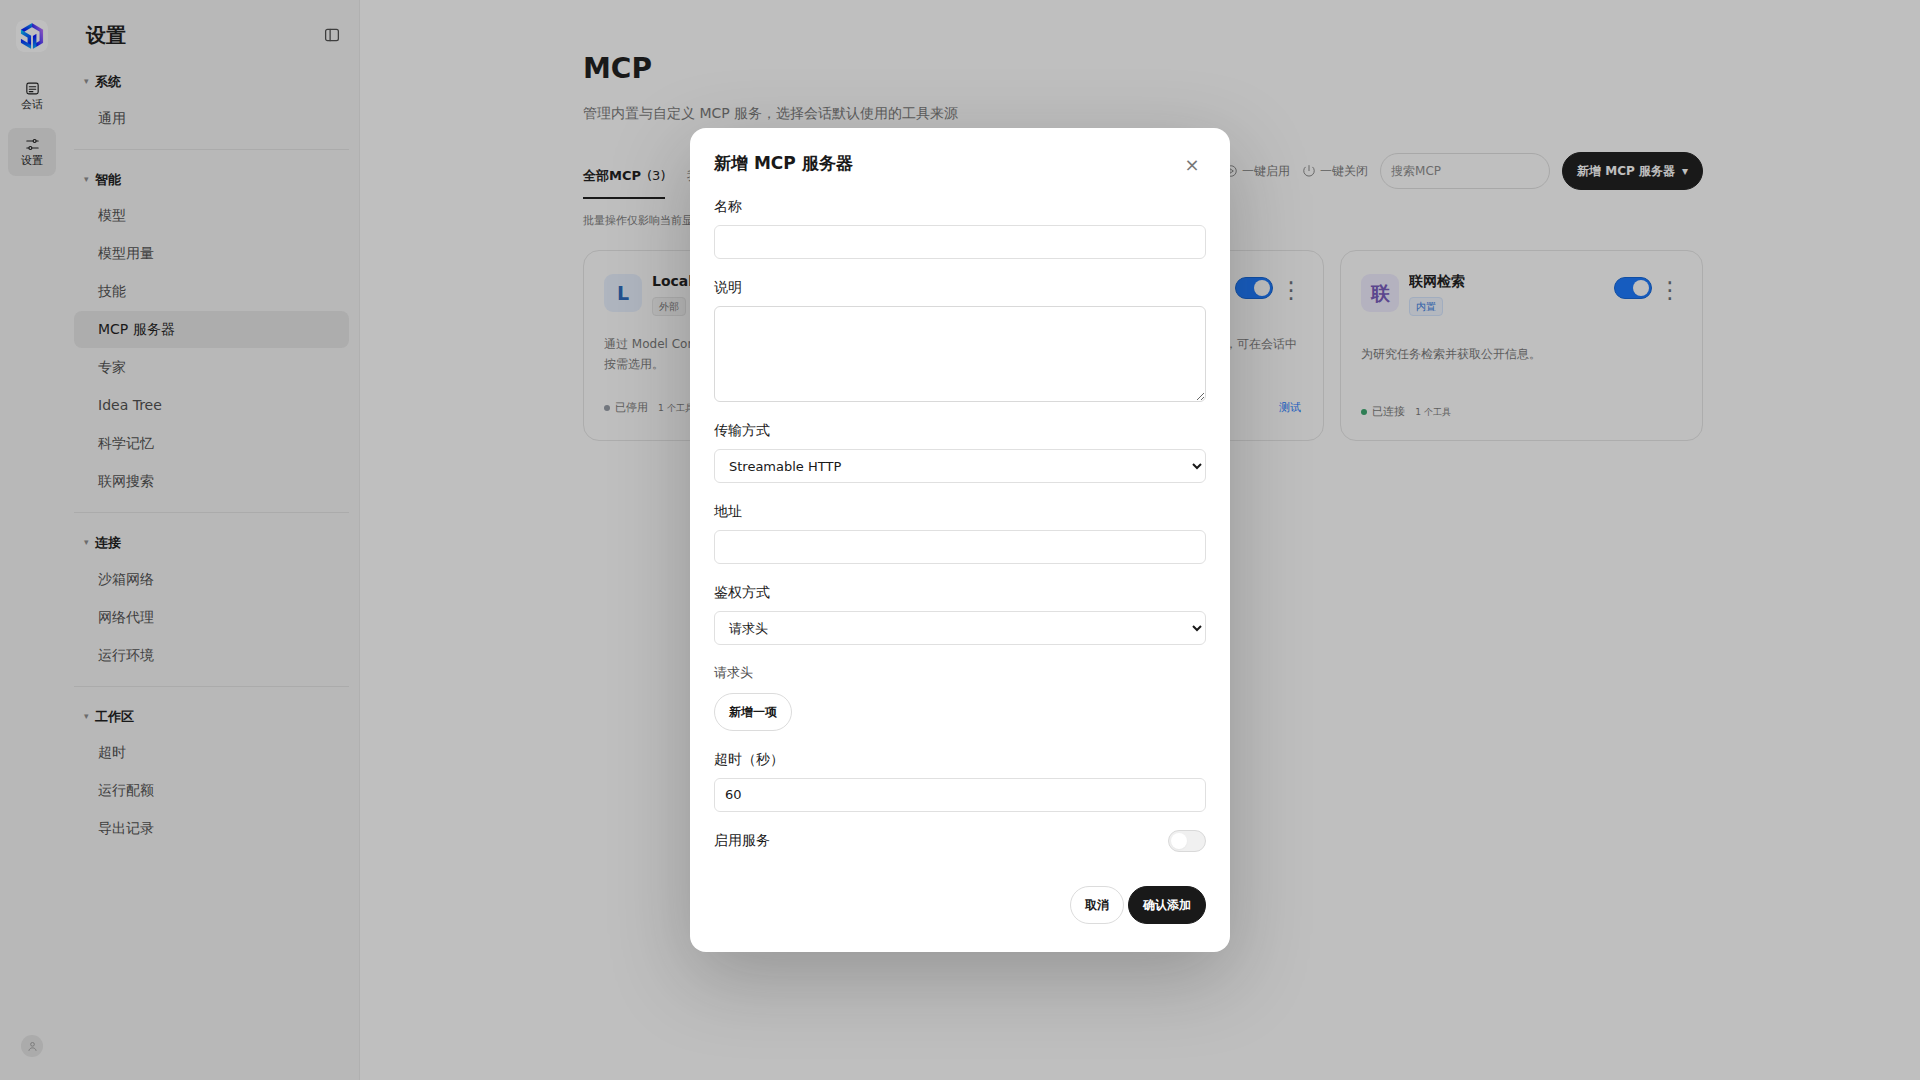 设置
会话
设置
系统
通用
智能
模型
模型用量
技能
MCP 服务器
专家
Idea Tree
科学记忆
联网搜索
连接
沙箱网络
网络代理
运行环境
工作区
超时
运行配额
导出记录
MCP
管理内置与自定义 MCP 服务，选择会话默认使用的工具来源
全部MCP (3)
一键启用
一键关闭
搜索MCP
新增 MCP 服务器 ▾
批量操作仅影响当前显
L
Local
外部
通过 Model Con
按需选用。
已停用
1 个工具
，可在会话中
测试
联
联网检索
内置
为研究任务检索并获取公开信息。
已连接
1 个工具
新增 MCP 服务器
名称
说明
传输方式
Streamable HTTP
地址
鉴权方式
请求头
请求头
新增一项
超时（秒）
60
启用服务
取消
确认添加